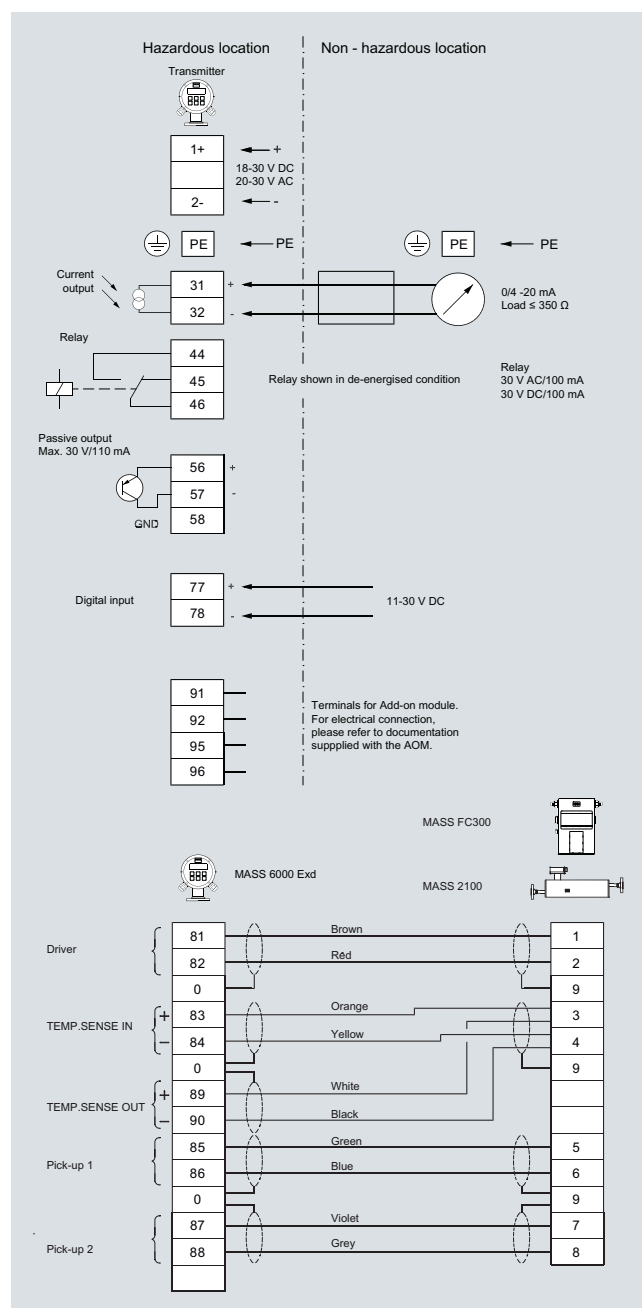 Hazardous location
Non - hazardous location
Transmitter
1+
+
18-30 V DC
20-30 V AC
2-
-
PE
PE
PE
PE
Current
output
31
+
32
-
0/4 -20 mA
Load ≤ 350 Ω
Relay
44
45
46
Relay shown in de-energised condition
Relay
30 V AC/100 mA
30 V DC/100 mA
Passive output
Max. 30 V/110 mA
56
+
57
-
58
GND
Digital input
77
+
78
-
11-30 V DC
91
92
95
96
Terminals for Add-on module.
For electrical connection,
please refer to documentation
suppplied with the AOM.
MASS FC300
MASS 6000 Exd
MASS 2100
Driver
81
Brown
1
82
Red
2
0
9
TEMP.SENSE IN
+
83
Orange
3
−
84
Yellow
4
0
9
TEMP.SENSE OUT
+
89
White
−
90
Black
Pick-up 1
85
Green
5
86
Blue
6
0
9
Pick-up 2
87
Violet
7
88
Grey
8